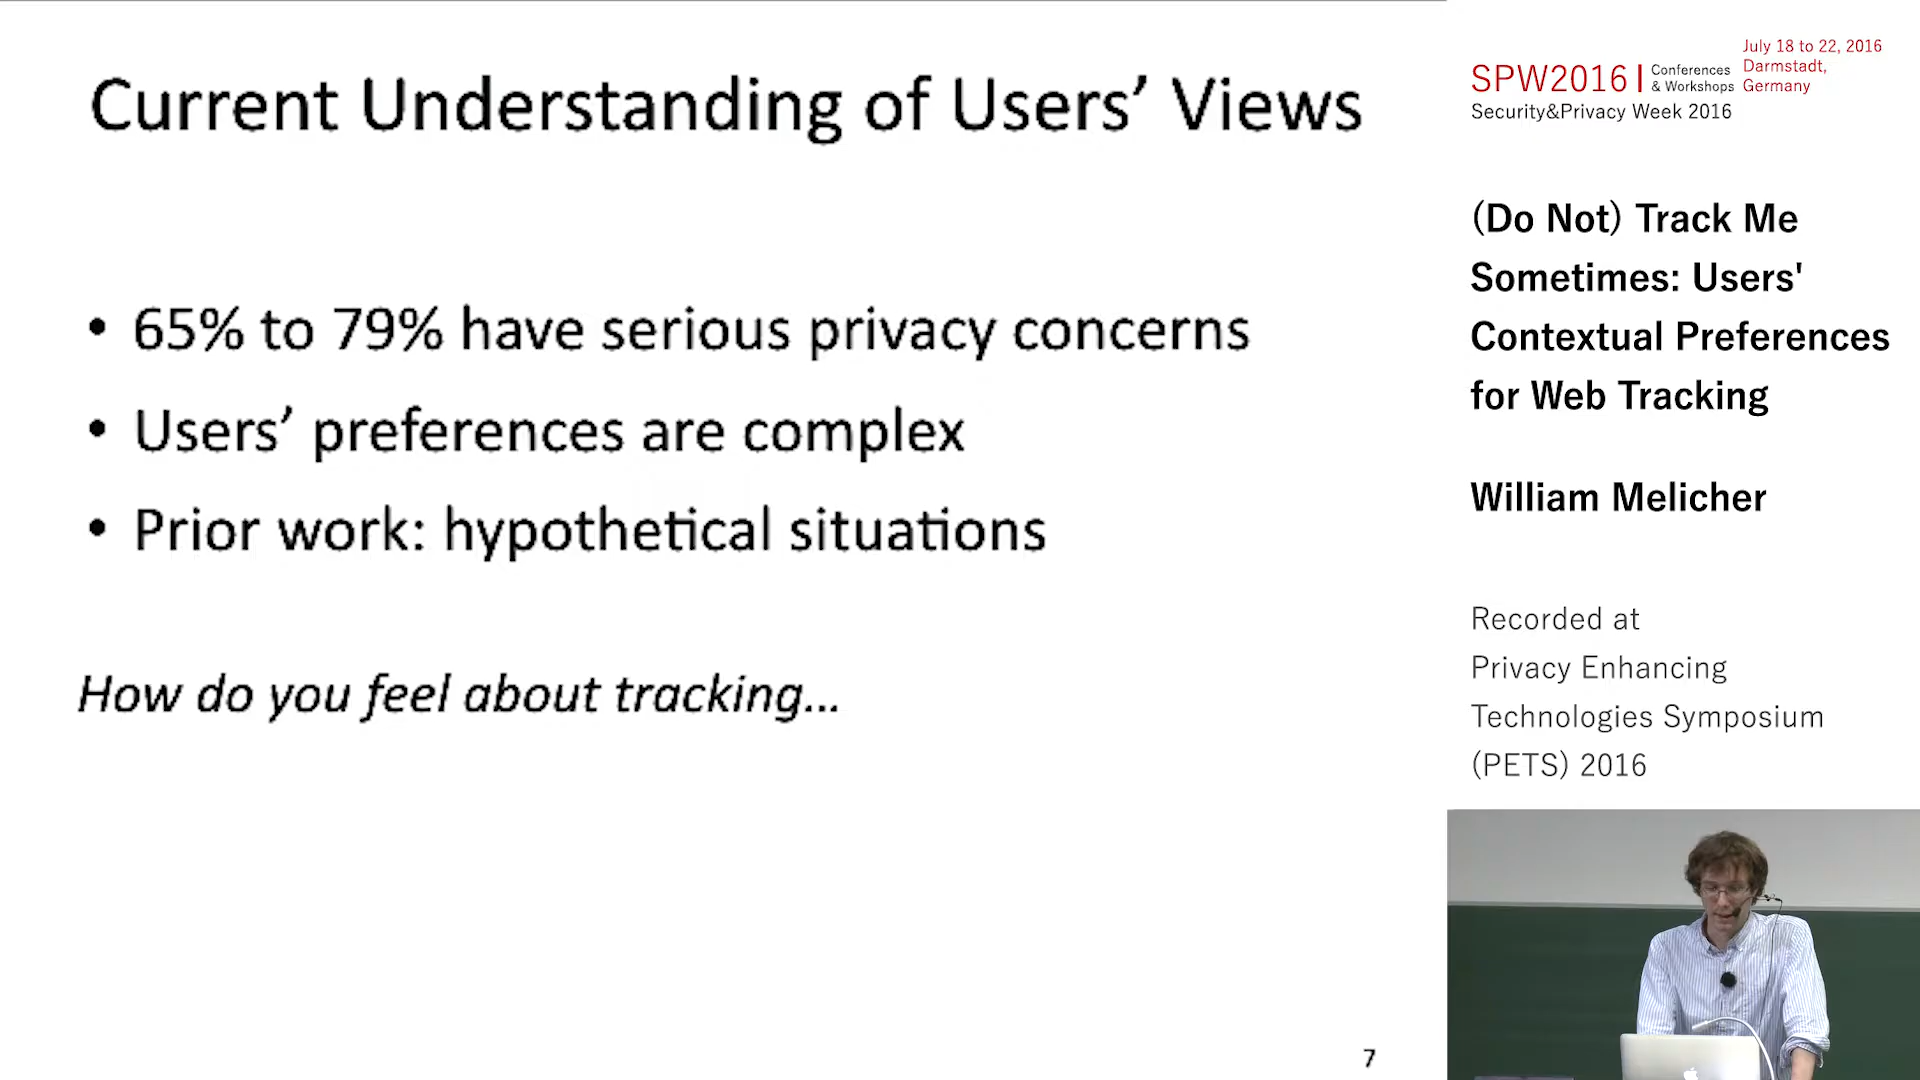 Current Understanding of Users’ Views
• 65% to 79% have serious privacy concerns
• Users’ preferences are complex
• Prior work: hypothetical situations
How do you feel about tracking...
7
SPW2016 | Conferences & Workshops
July 18 to 22, 2016
Darmstadt,
Germany
Security&Privacy Week 2016
(Do Not) Track Me
Sometimes: Users'
Contextual Preferences
for Web Tracking
William Melicher
Recorded at
Privacy Enhancing
Technologies Symposium
(PETS) 2016